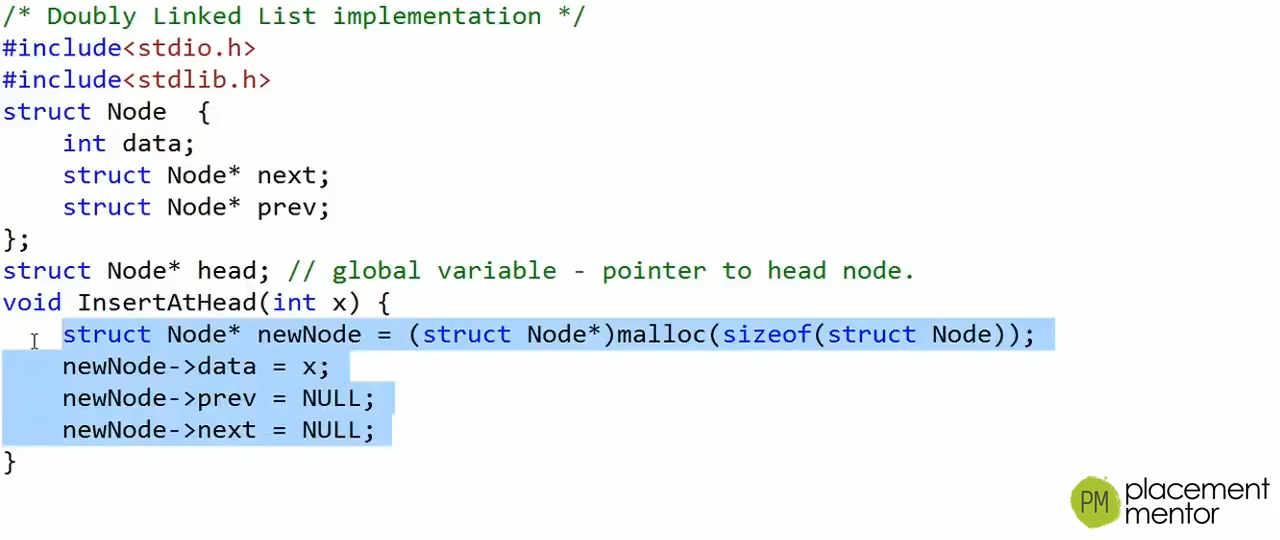 /* Doubly Linked List implementation */
#include<stdio.h>
#include<stdlib.h>
struct Node  {
    int data;
    struct Node* next;
    struct Node* prev;
};
struct Node* head; // global variable - pointer to head node.
void InsertAtHead(int x) {
    struct Node* newNode = (struct Node*)malloc(sizeof(struct Node));
    newNode->data = x;
    newNode->prev = NULL;
    newNode->next = NULL;
}
PM
placement
mentor